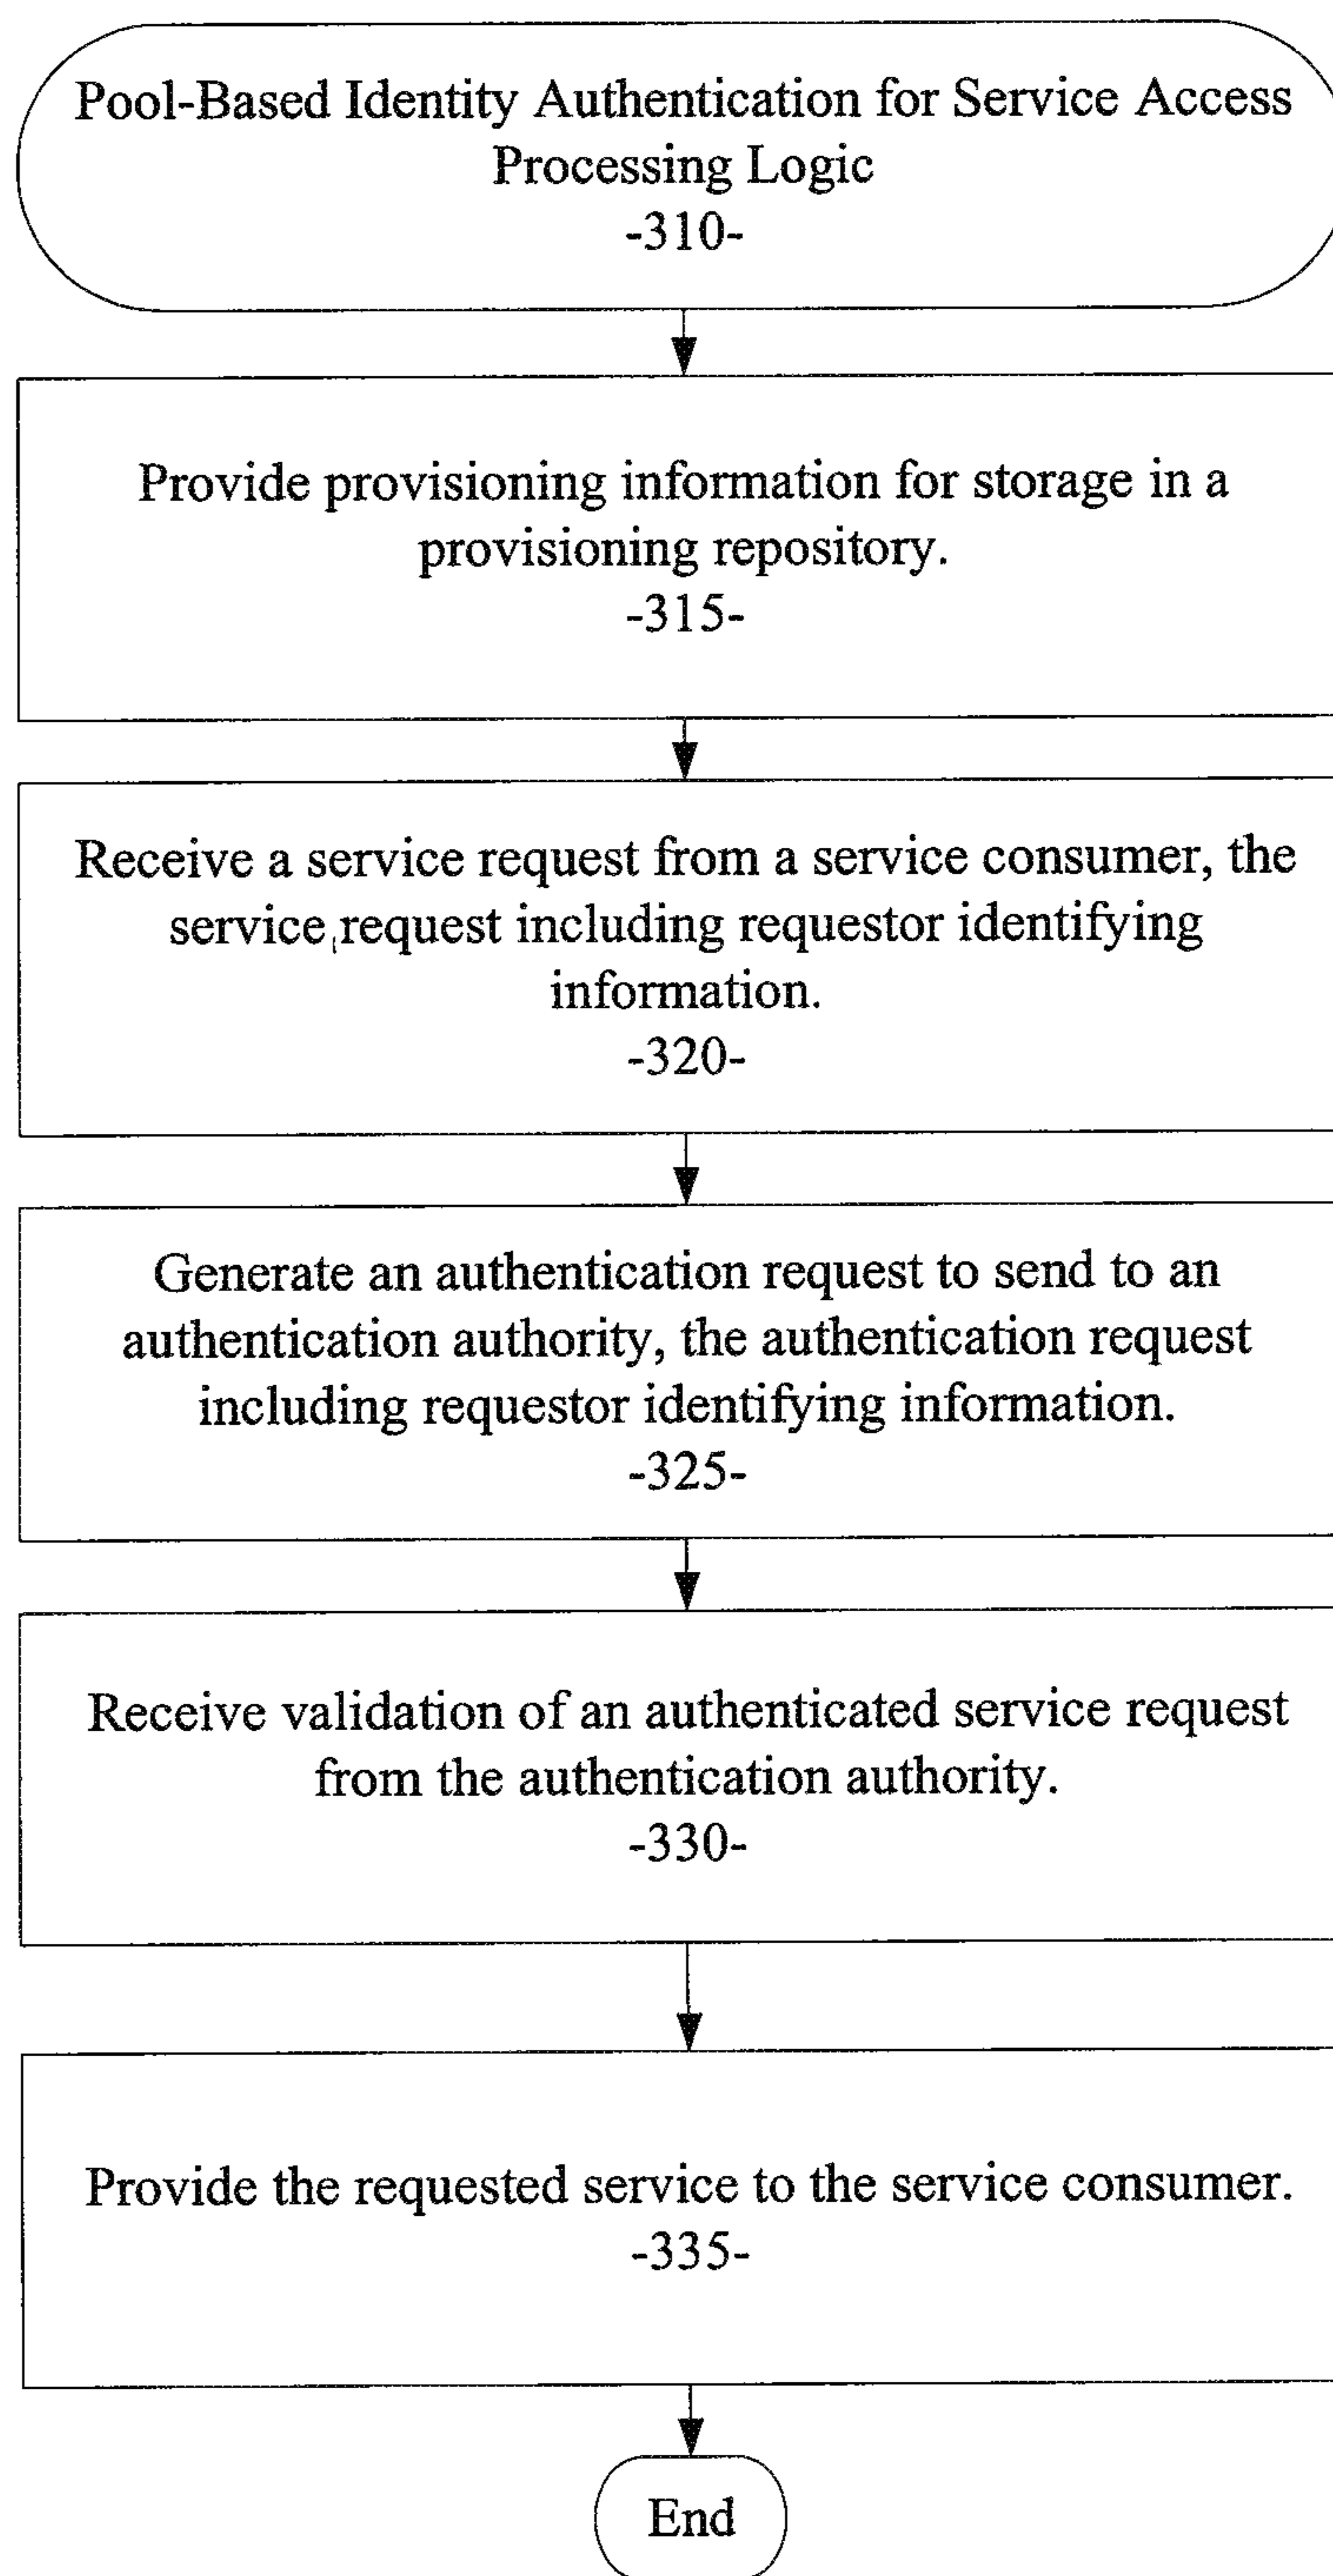 Pool-Based Identity Authentication for Service Access
Processing Logic
-310-
Provide provisioning information for storage in a
provisioning repository.
-315-
Receive a service request from a service consumer, the
service request including requestor identifying
information.
-320-
Generate an authentication request to send to an
authentication authority, the authentication request
including requestor identifying information.
-325-
Receive validation of an authenticated service request
from the authentication authority.
-330-
Provide the requested service to the service consumer.
-335-
End